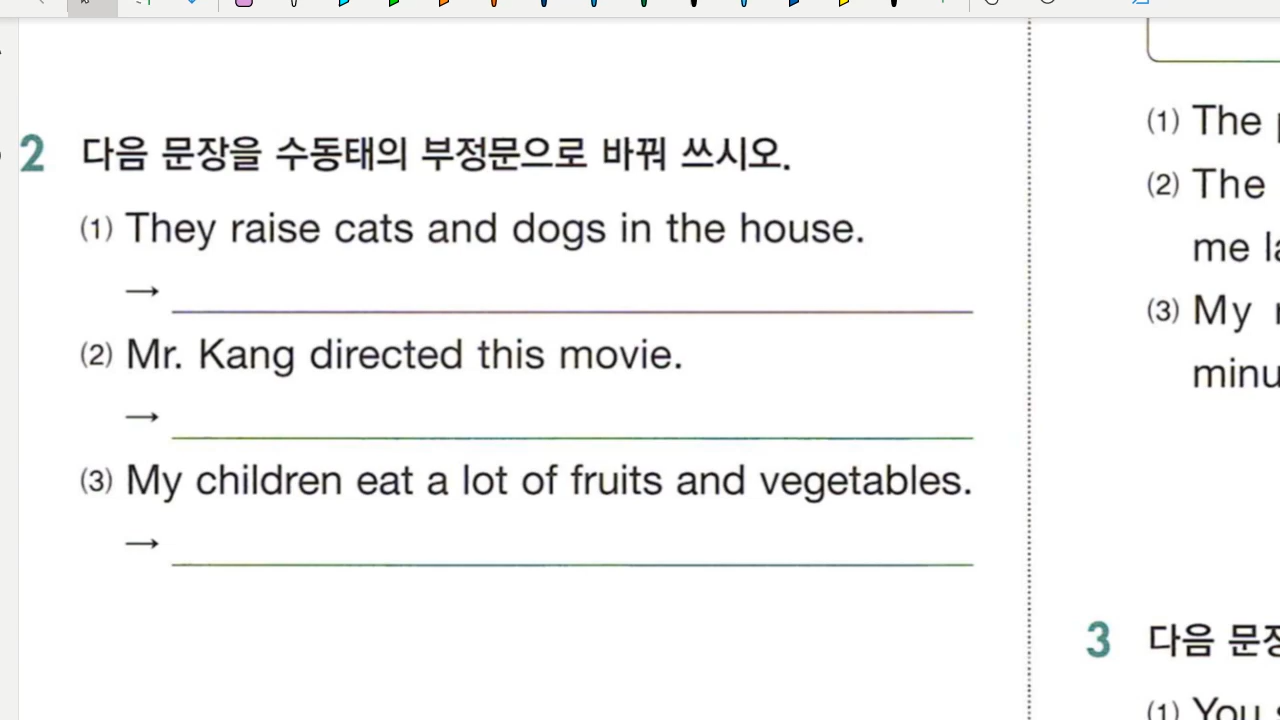 2 다음 문장을 수동태의 부정문으로 바꿔 쓰시오.
(1) They raise cats and dogs in the house.
→
(2) Mr. Kang directed this movie.
→
(3) My children eat a lot of fruits and vegetables.
→
(1) The
(2) The
me
(3) My
3 다음
(1) You